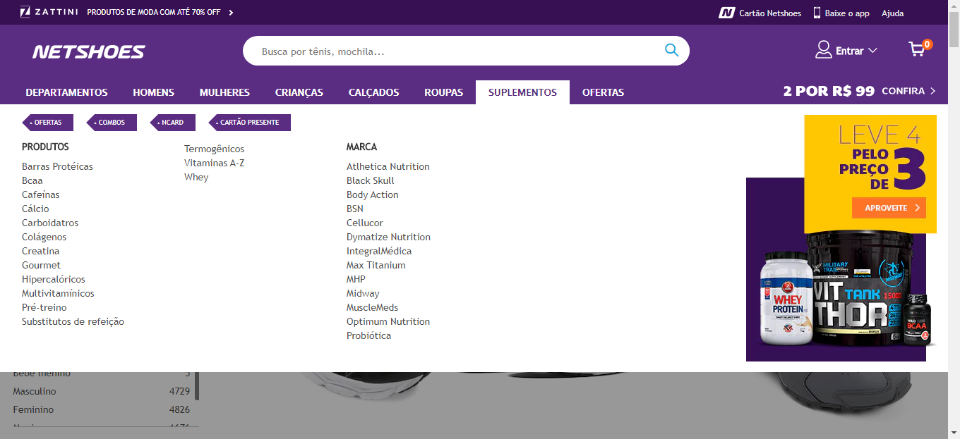 ZATTINI PRODUTOS DE MODA COM ATÉ 70% OFF
Cartão Netshoes Baixe o app Ajuda
NETSHOES
Busca por tênis, mochila...
Entrar
0
DEPARTAMENTOS HOMENS MULHERES CRIANÇAS CALÇADOS ROUPAS SUPLEMENTOS OFERTAS
2 POR R$ 99 CONFIRA
OFERTAS COMBOS NCARD CARTÃO PRESENTE
PRODUTOS
Barras Protéicas
Bcaa
Cafeínas
Cálcio
Carboidratos
Colágenos
Creatina
Gourmet
Hipercalóricos
Multivitamínicos
Pré-treino
Substitutos de refeição
Termogênicos
Vitaminas A-Z
Whey
MARCA
Atlhetica Nutrition
Black Skull
Body Action
BSN
Cellucor
Dymatize Nutrition
IntegralMédica
Max Titanium
MHP
Midway
MuscleMeds
Optimum Nutrition
Probiótica
LEVE 4
PELO
PREÇO
DE 3
APROVEITE
WHEY
PROTEIN
MILITARY
TRAIL
VIT
TANK
THOR
BCAA
Bebê menino 5
Masculino 4729
Feminino 4826